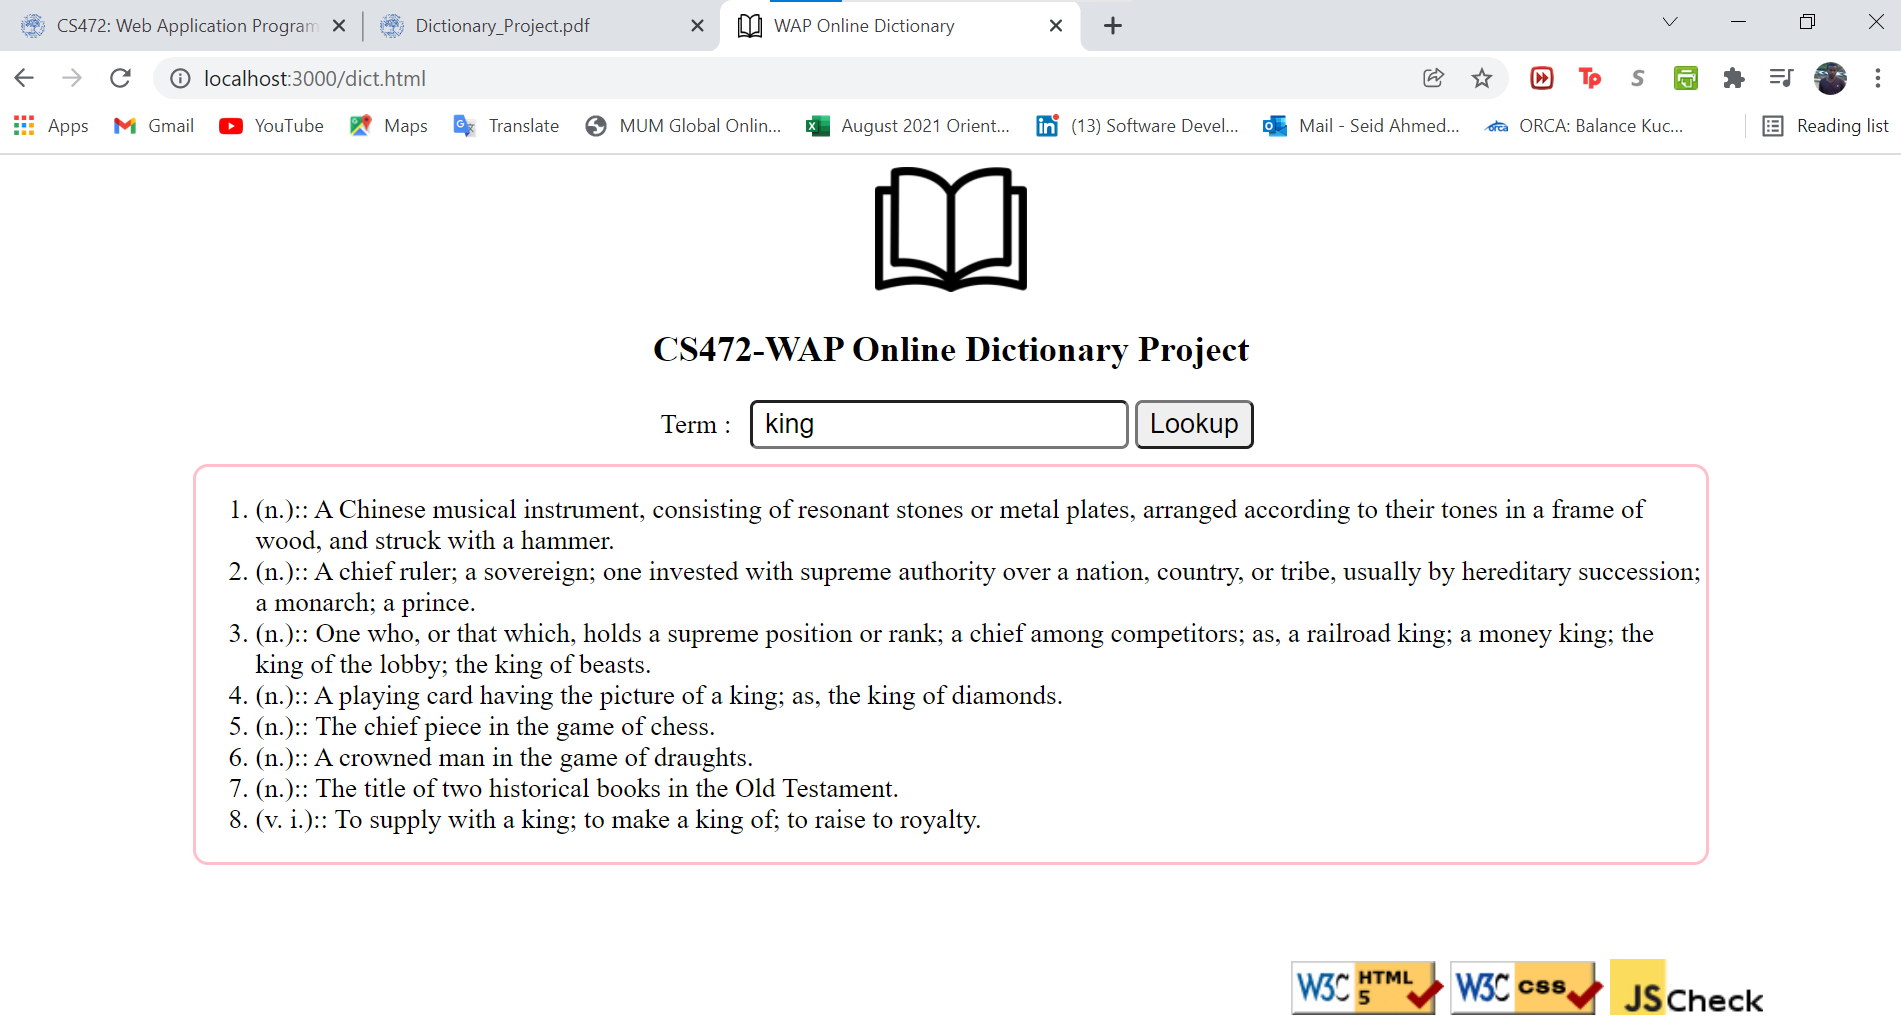 CS472: Web Application Program
Dictionary_Project.pdf
WAP Online Dictionary
localhost:3000/dict.html
Tp
S
Apps
Gmail
YouTube
Maps
Translate
MUM Global Onlin...
August 2021 Orient...
(13) Software Devel...
Mail - Seid Ahmed...
orca
ORCA: Balance Kuc...
Reading list
CS472-WAP Online Dictionary Project
Term : king Lookup
1. (n.):: A Chinese musical instrument, consisting of resonant stones or metal plates, arranged according to their tones in a frame of
wood, and struck with a hammer.
2. (n.):: A chief ruler; a sovereign; one invested with supreme authority over a nation, country, or tribe, usually by hereditary succession;
a monarch; a prince.
3. (n.):: One who, or that which, holds a supreme position or rank; a chief among competitors; as, a railroad king; a money king; the
king of the lobby; the king of beasts.
4. (n.):: A playing card having the picture of a king; as, the king of diamonds.
5. (n.):: The chief piece in the game of chess.
6. (n.):: A crowned man in the game of draughts.
7. (n.):: The title of two historical books in the Old Testament.
8. (v. i.):: To supply with a king; to make a king of; to raise to royalty.
W3C HTML 5
W3C css
JS Check